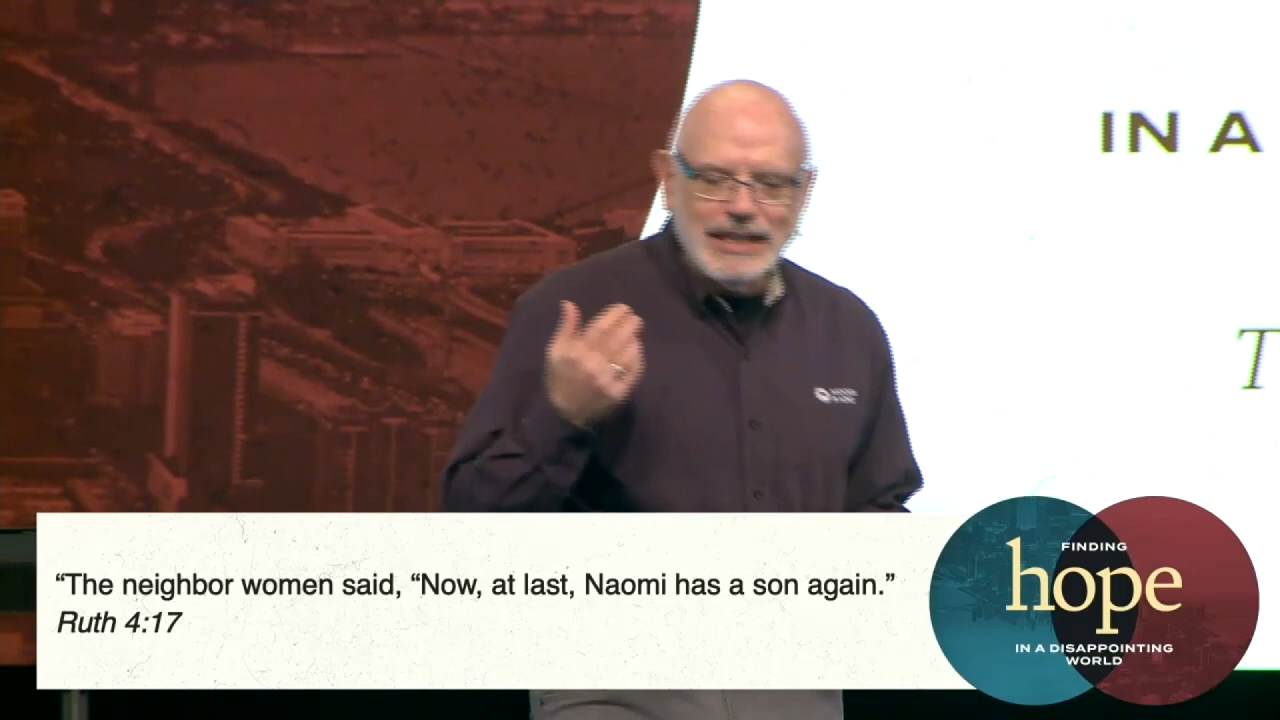 IN A
T
“The neighbor women said, “Now, at last, Naomi has a son again.”
Ruth 4:17
FINDING
hope
IN A DISAPPOINTING
WORLD